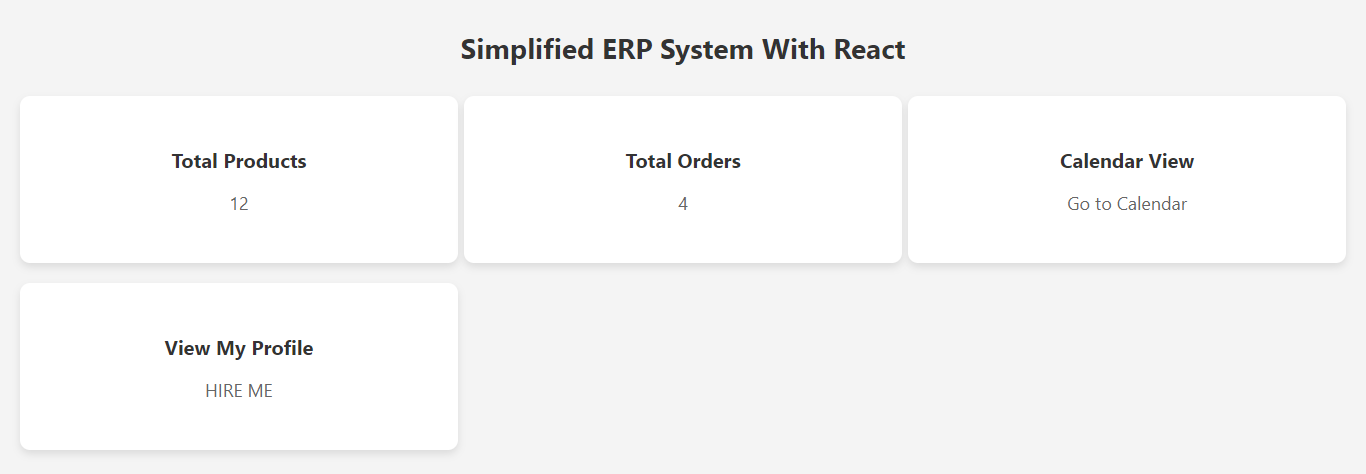 Simplified ERP System With React
Total Products
12
Total Orders
4
Calendar View
Go to Calendar
View My Profile
HIRE ME